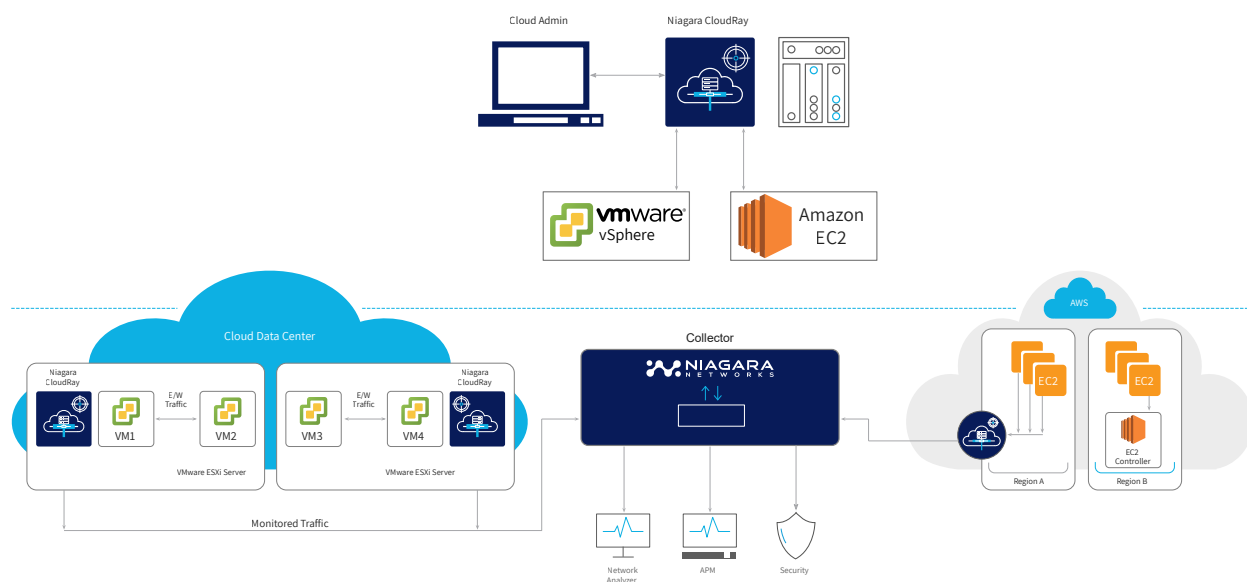 Cloud Admin
Niagara CloudRay
vmware®
vSphere
Amazon
EC2
Cloud Data Center
AWS
Collector
NIAGARA
NETWORKS
Niagara
CloudRay
E/W
Traffic
VM1
VM2
VMware ESXi Server
E/W
Traffic
VM3
VM4
Niagara
CloudRay
VMware ESXi Server
EC2
Region A
EC2
EC2
Controller
Region B
Monitored Traffic
Network
Analyzer
APM
Security